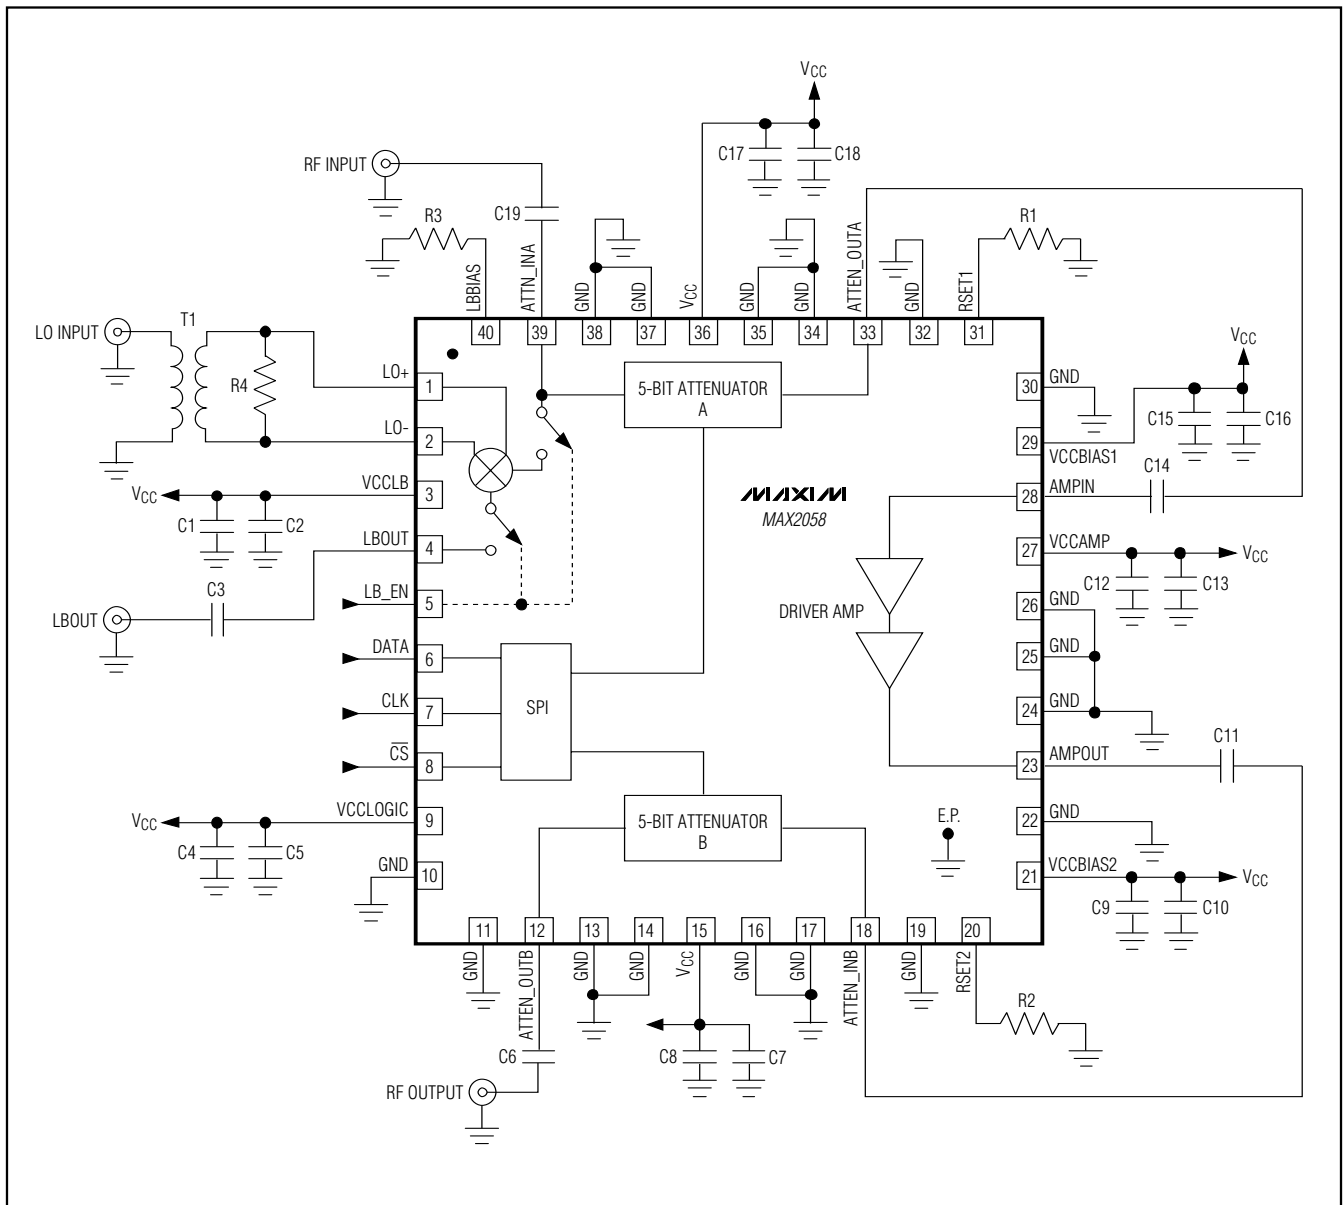 VCC
C17
C18
RF INPUT
C19
R3
R1
LBBIAS
ATTN_INA
GND
GND
VCC
GND
GND
ATTEN_OUTA
GND
RSET1
40
39
38
37
36
35
34
33
32
31
LO INPUT
T1
R4
LO+
1
LO-
2
VCC
VCCLB
3
C1
C2
LBOUT
4
C3
LBOUT
LB_EN
5
DATA
6
CLK
7
CS
8
VCC
VCCLOGIC
9
C4
C5
GND
10
5-BIT ATTENUATOR
A
MAXIM
MAX2058
DRIVER AMP
SPI
5-BIT ATTENUATOR
B
E.P.
30
GND
VCC
C15
C16
29
VCCBIAS1
C14
28
AMPIN
27
VCCAMP
VCC
C12
C13
26
GND
25
GND
24
GND
C11
23
AMPOUT
22
GND
21
VCCBIAS2
VCC
C9
C10
11
12
13
14
15
16
17
18
19
20
GND
ATTEN_OUTB
GND
GND
VCC
GND
GND
ATTEN_INB
GND
RSET2
R2
C6
C8
C7
RF OUTPUT